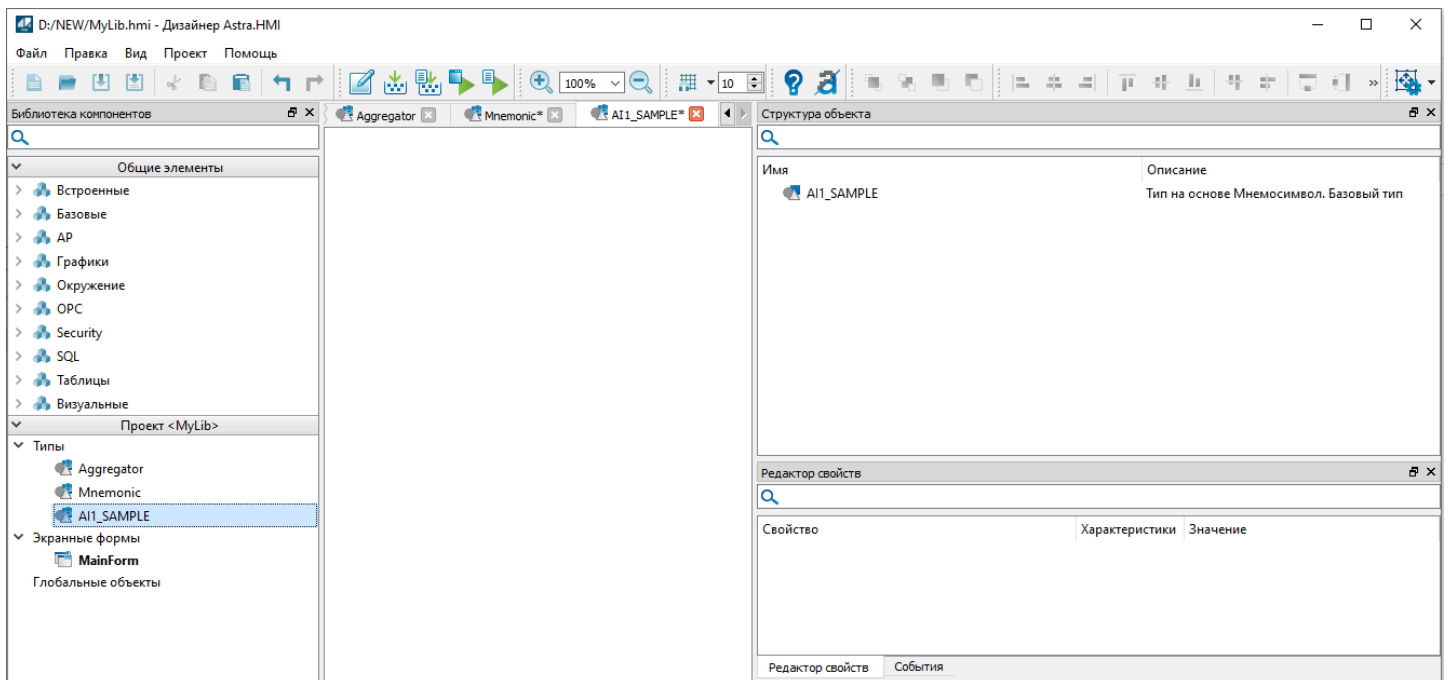 D:/NEW/MyLib.hmi - Дизайнер Astra.HMI
Файл Правка Вид Проект Помощь
100% 10
Библиотека компонентов
Общие элементы
Встроенные
Базовые
AP
Графики
Окружение
OPC
Security
SQL
Таблицы
Визуальные
Проект <MyLib>
Типы
Aggregator
Mnemonic
AI1_SAMPLE
Экранные формы
MainForm
Глобальные объекты
Aggregator Mnemonic* AI1_SAMPLE*
Структура объекта
Имя Описание
AI1_SAMPLE Тип на основе Мнемосимвол. Базовый тип
Редактор свойств
Свойство Характеристики Значение
Редактор свойств События